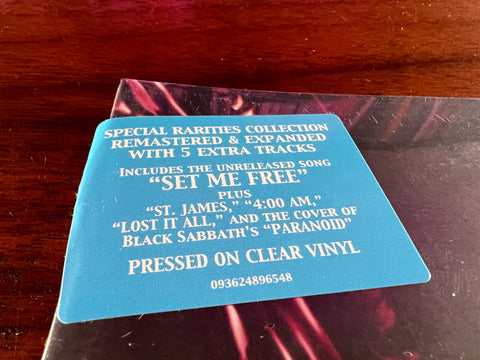 SPECIAL RARITIES COLLECTION
REMASTERED & EXPANDED
WITH 5 EXTRA TRACKS
INCLUDES THE UNRELEASED SONG
“SET ME FREE”
PLUS
“ST. JAMES,” “4:00 AM,”
“LOST IT ALL,” AND THE COVER OF
BLACK SABBATH’S “PARANOID”
PRESSED ON CLEAR VINYL
093624896548